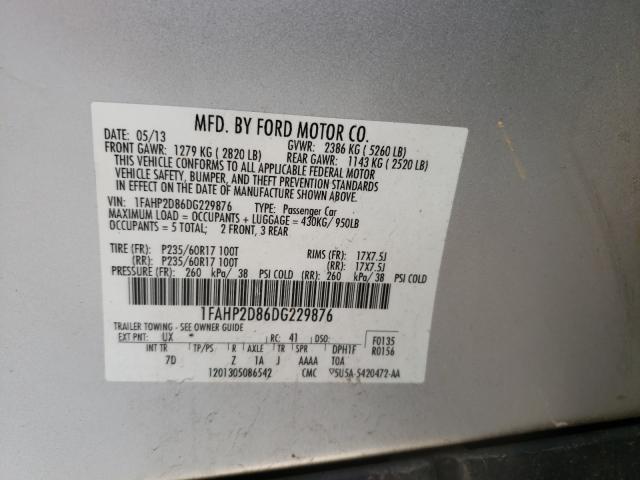 MFD. BY FORD MOTOR CO.
DATE: 05/13 GVWR: 2386 KG ( 5260 LB)
FRONT GAWR: 1279 KG ( 2820 LB) REAR GAWR: 1143 KG ( 2520 LB)
THIS VEHICLE CONFORMS TO ALL APPLICABLE FEDERAL MOTOR
VEHICLE SAFETY, BUMPER, AND THEFT PREVENTION STANDARDS
IN EFFECT ON THE DATE OF MANUFACTURE SHOWN ABOVE.
VIN: 1FAHP2D86DG229876 TYPE: Passenger Car
MAXIMUM LOAD = OCCUPANTS + LUGGAGE = 430KG/ 950LB
OCCUPANTS = 5 TOTAL; 2 FRONT, 3 REAR
TIRE (FF): P235/60R17 100T RIMS (FF): 17X7.5J
(RR): P235/60R17 100T (RR): 17X7.5J
PRESSURE (FF): 260 kPa/ 38 PSI COLD (RR): 260 kPa/ 38 PSI COLD
1FAHP2D86DG229876
TRAILER TOWING - SEE OWNER GUIDE
EXT PNT: UX RC: 41 DSO: F0135
INT TR TP/PS R AXLE TR SPR DPH1F R0156
7D Z 1A J AAAA TOA
1201305086542 CMC 5U5A-5420472-AA